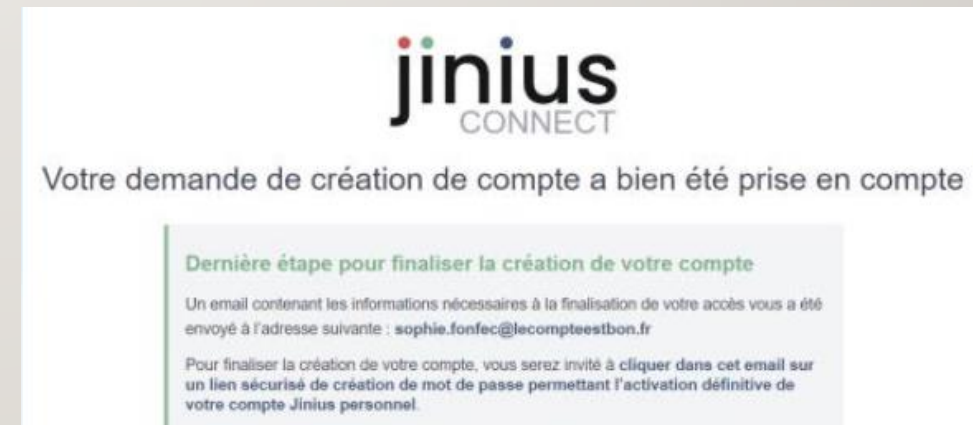 jinius
CONNECT
Votre demande de création de compte a bien été prise en compte
Dernière étape pour finaliser la création de votre compte
Un email contenant les informations nécessaires à la finalisation de votre accès vous a été
envoyé à l'adresse suivante : sophie.fonfec@lecompteestbon.fr
Pour finaliser la création de votre compte, vous serez invité à cliquer dans cet email sur
un lien sécurisé de création de mot de passe permettant l'activation définitive de
votre compte Jinius personnel.